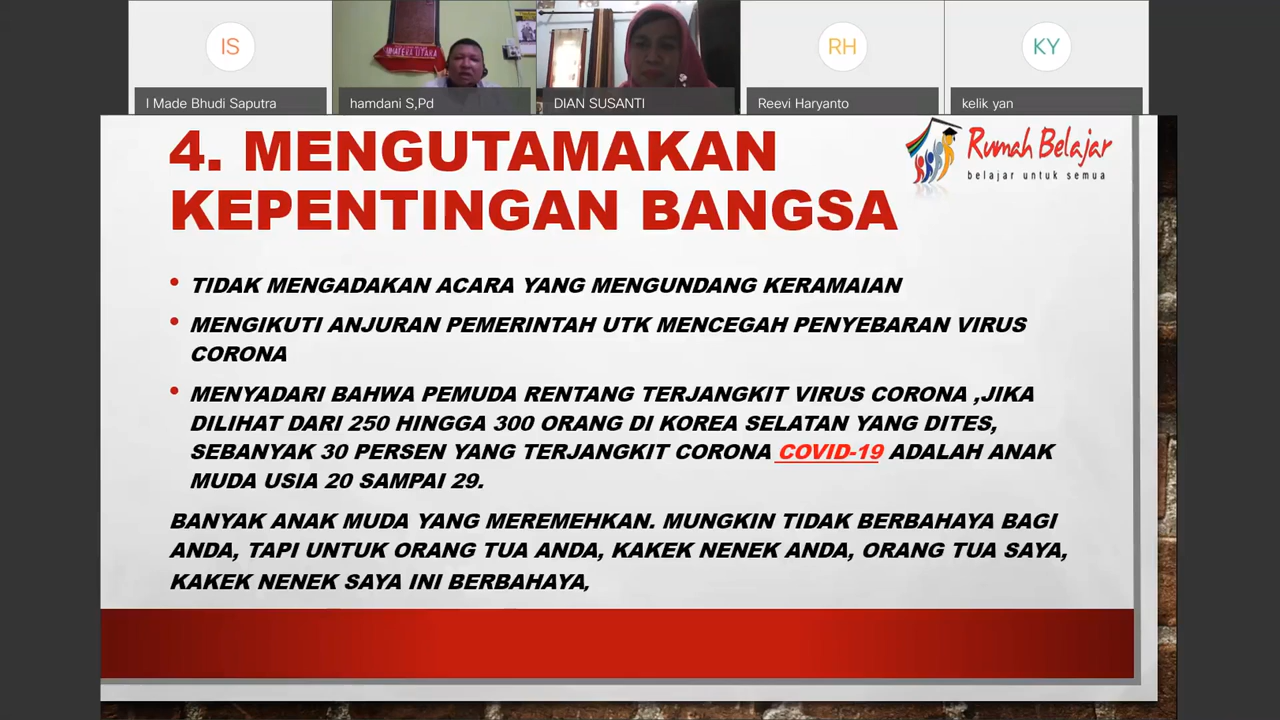 IS
RH
KY
SUMATERA UTARA
I Made Bhudi Saputra
hamdani S,Pd
DIAN SUSANTI
Reevi Haryanto
kelik yan
4. MENGUTAMAKAN
KEPENTINGAN BANGSA
Rumah Belajar
belajar untuk semua
• TIDAK MENGADAKAN ACARA YANG MENGUNDANG KERAMAIAN
• MENGIKUTI ANJURAN PEMERINTAH UTK MENCEGAH PENYEBARAN VIRUS
CORONA
• MENYADARI BAHWA PEMUDA RENTANG TERJANGKIT VIRUS CORONA ,JIKA
DILIHAT DARI 250 HINGGA 300 ORANG DI KOREA SELATAN YANG DITES,
SEBANYAK 30 PERSEN YANG TERJANGKIT CORONA COVID-19 ADALAH ANAK
MUDA USIA 20 SAMPAI 29.
BANYAK ANAK MUDA YANG MEREMEHKAN. MUNGKIN TIDAK BERBAHAYA BAGI
ANDA, TAPI UNTUK ORANG TUA ANDA, KAKEK NENEK ANDA, ORANG TUA SAYA,
KAKEK NENEK SAYA INI BERBAHAYA,